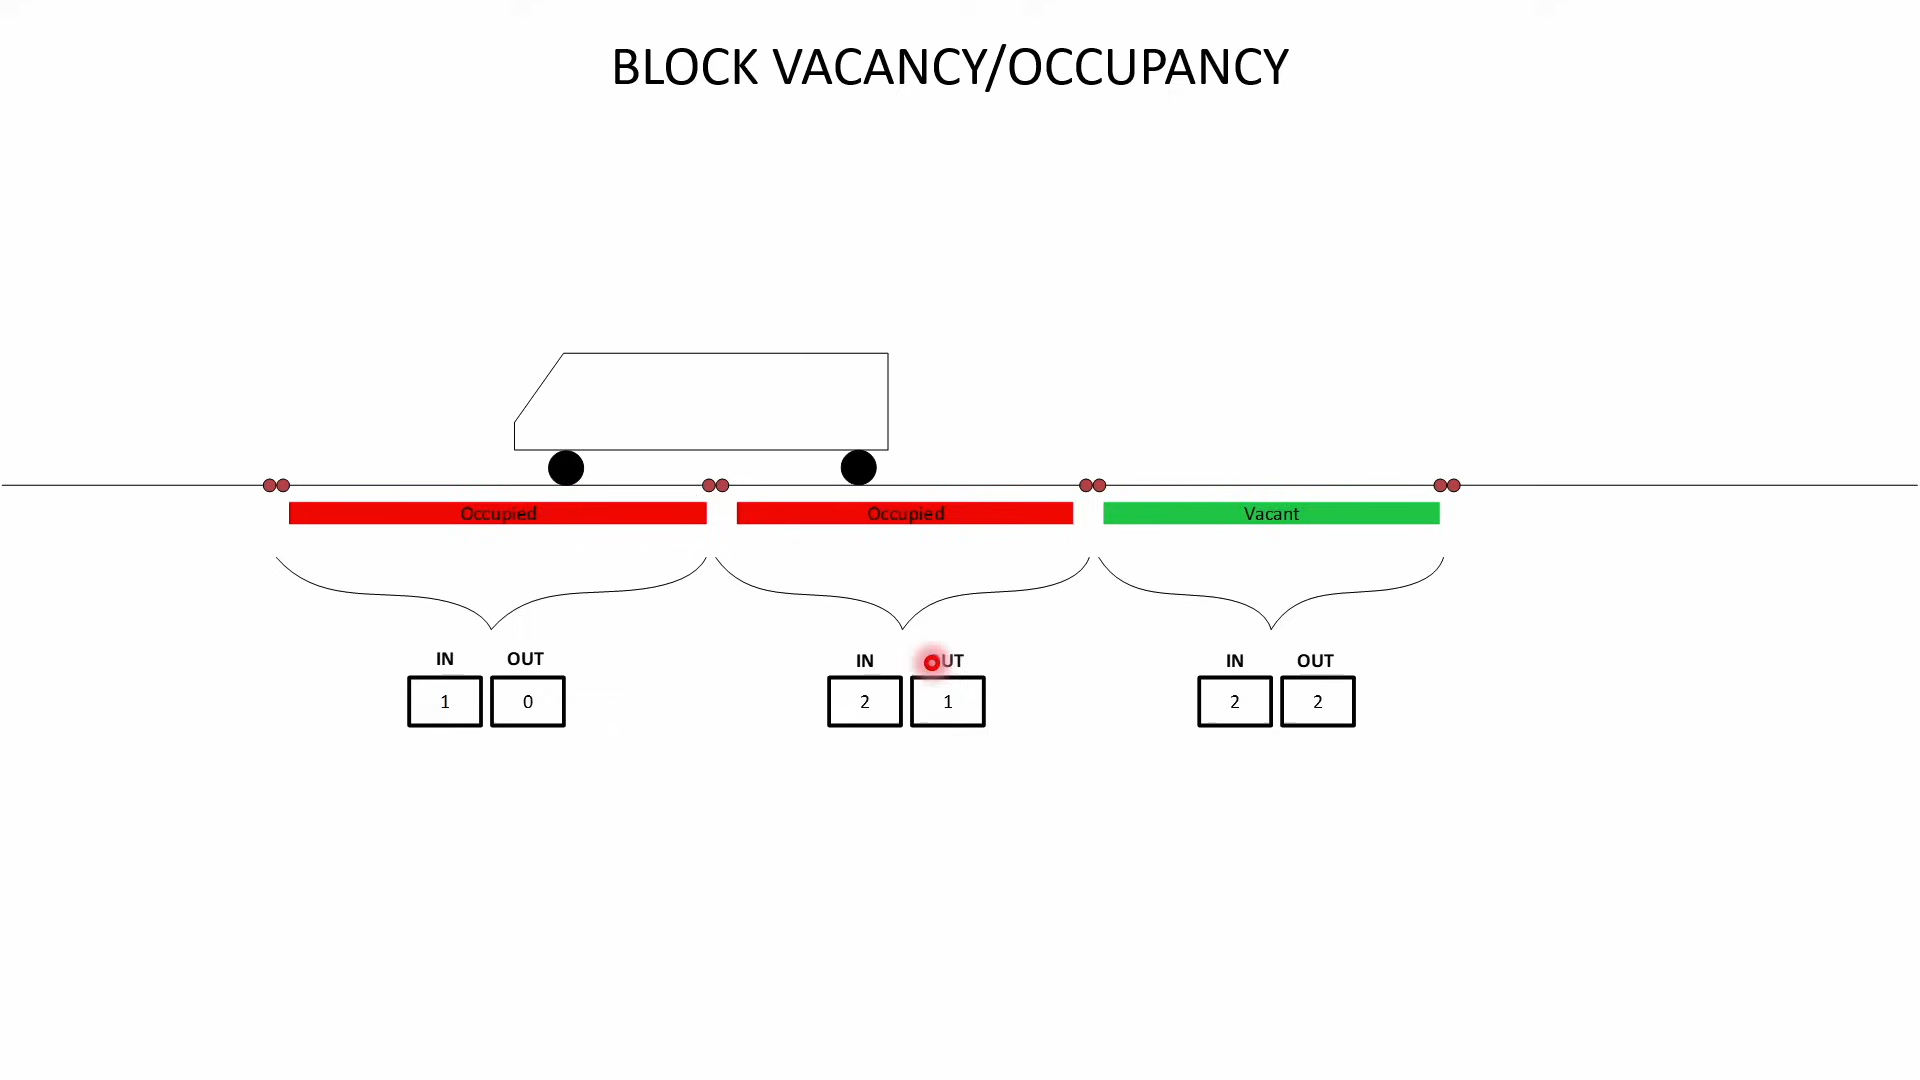 BLOCK VACANCY/OCCUPANCY
Occupied Occupied Vacant
IN OUT IN OUT IN OUT
1 0 2 1 2 2